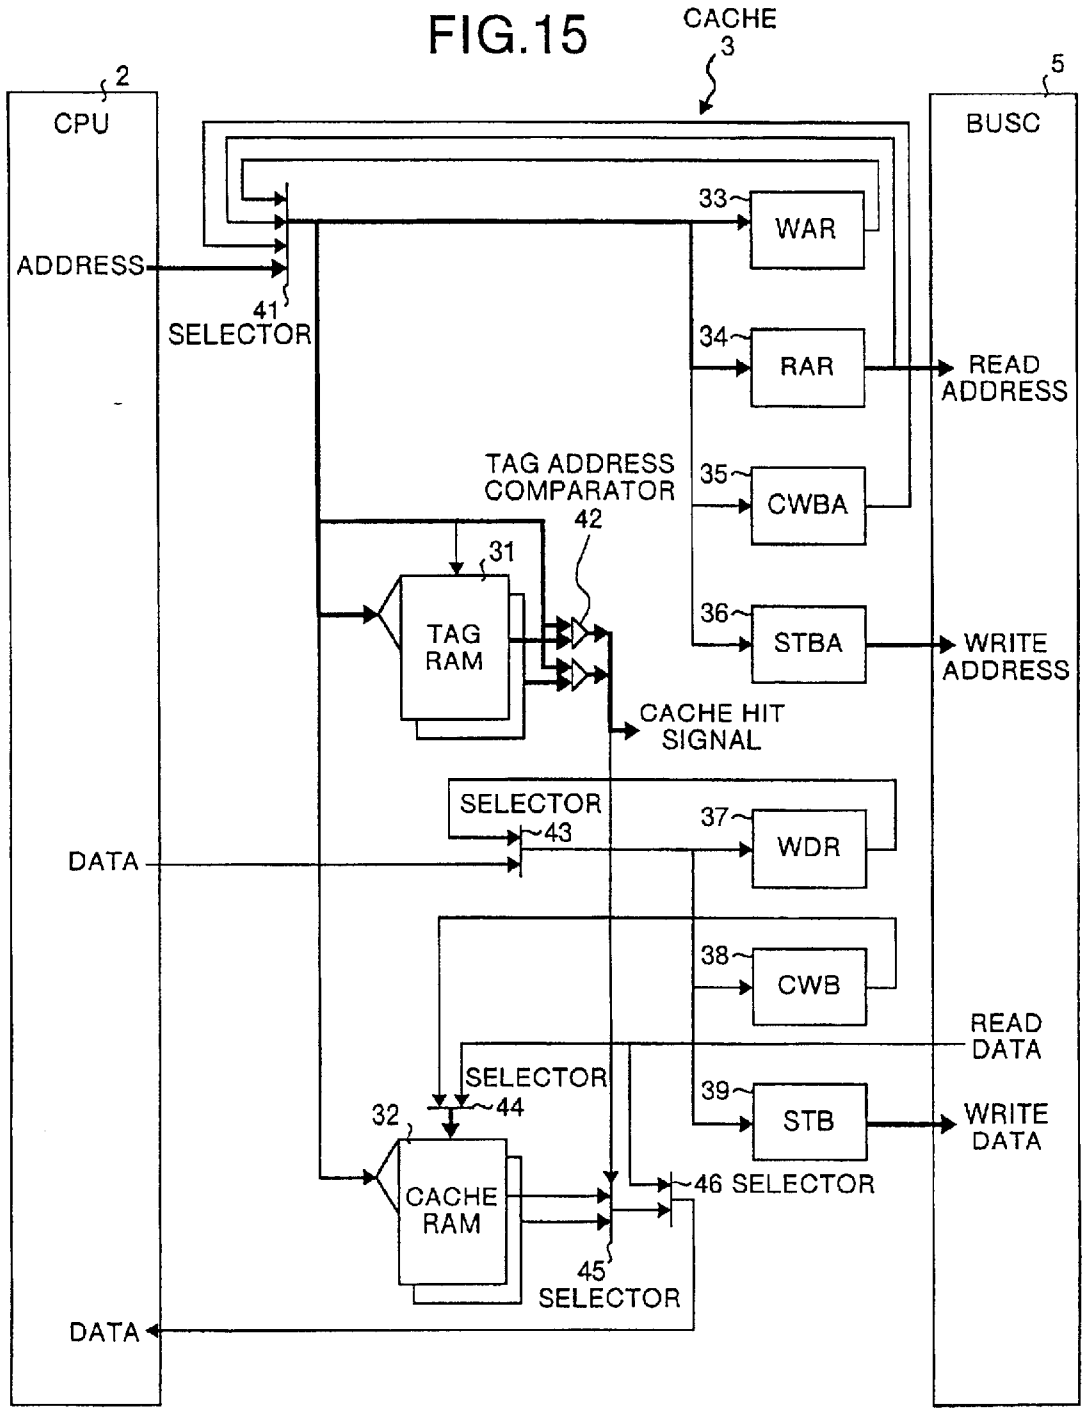 FIG.15
CACHE
3
2
5
CPU
BUSC
33
WAR
ADDRESS
41
SELECTOR
34
RAR
READ
ADDRESS
TAG ADDRESS
COMPARATOR
42
35
CWBA
31
TAG
RAM
36
STBA
WRITE
ADDRESS
CACHE HIT
SIGNAL
SELECTOR
43
37
WDR
DATA
38
CWB
READ
DATA
SELECTOR
44
32
39
STB
WRITE
DATA
CACHE
RAM
46 SELECTOR
45
SELECTOR
DATA